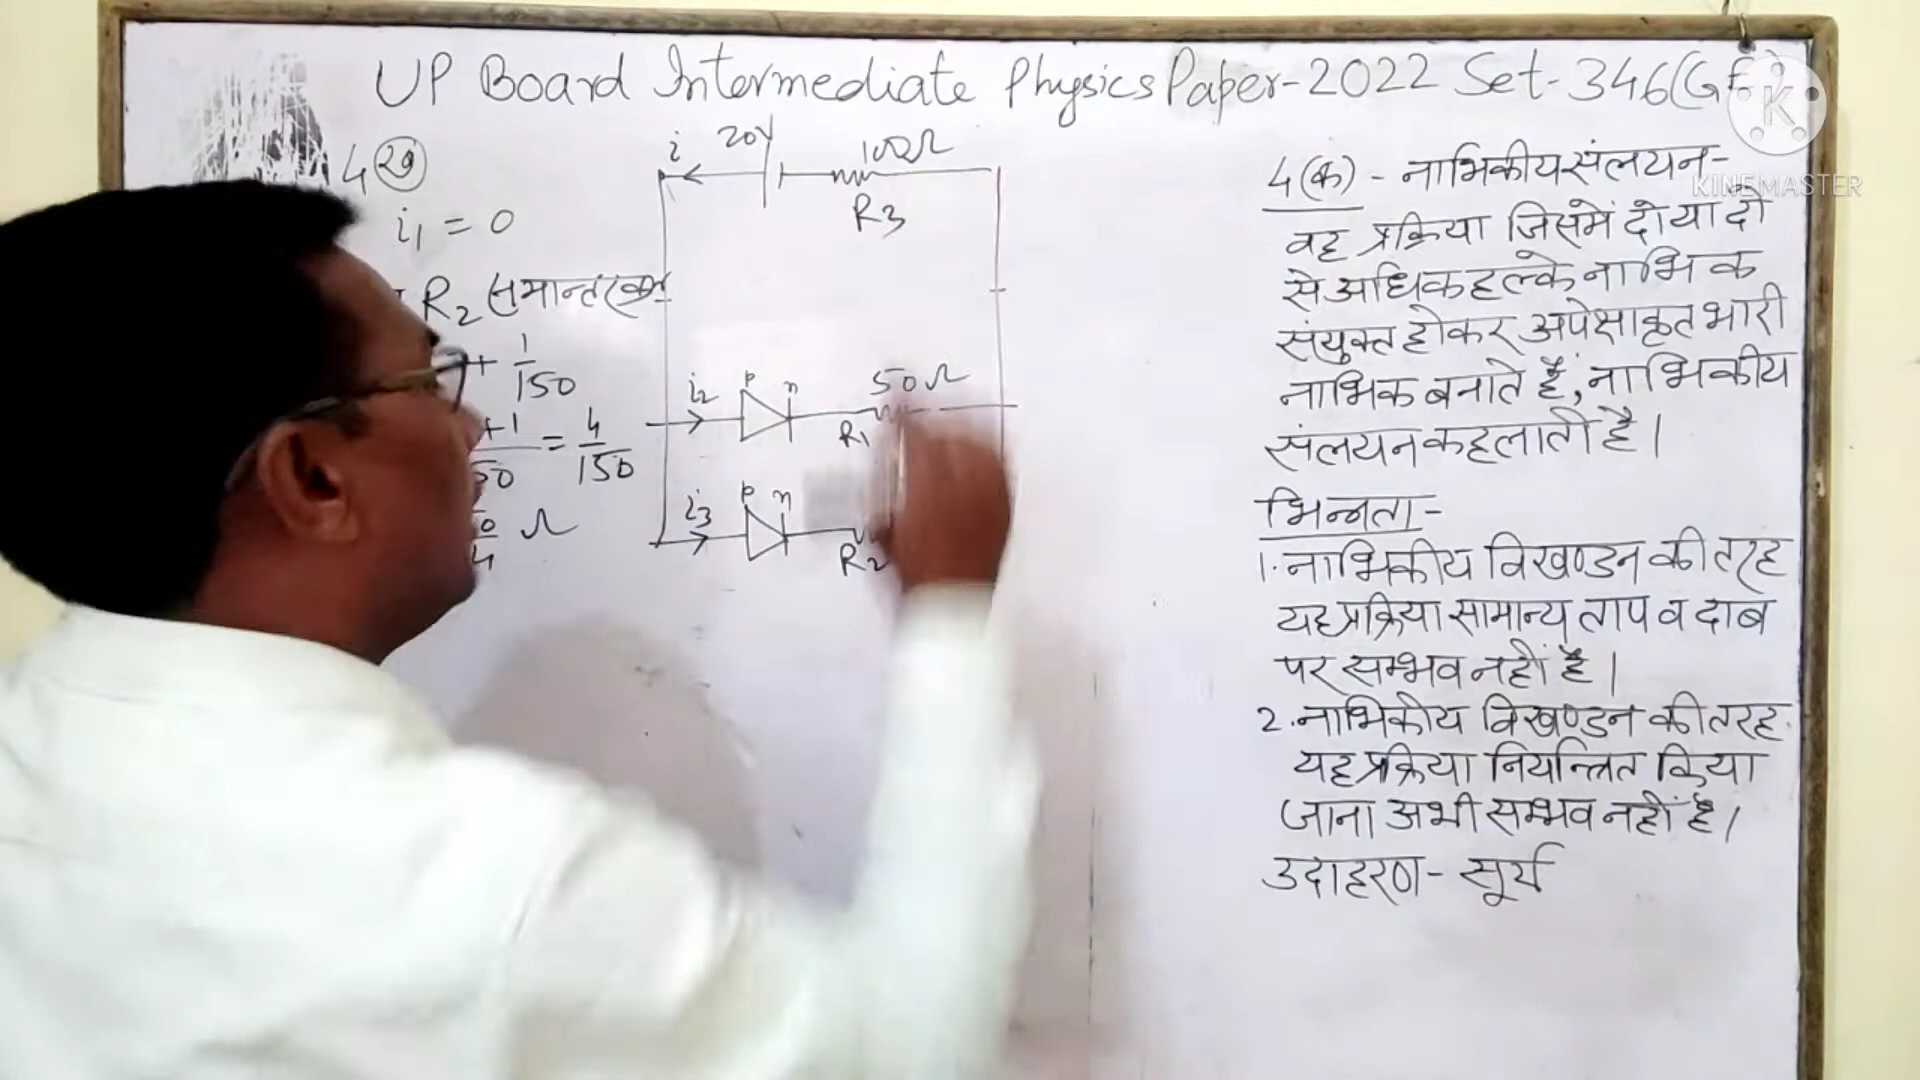 UP Board Intermediate Physics Paper-2022 Set-346(GE)
KINEMASTER
4
i₁ = 0
R₂ समान्तरक्रम
+ 1/150
+1/50 = 4/150
Ω
i
20V
100Ω
R3
i₂
p n
50Ω
R₁
i₃
p n
R₂
4(क) - नाभिकीय संलयन-
वह प्रक्रिया जिसमें दो या दो
से अधिक हल्के नाभिक
संयुक्त होकर अपेक्षाकृत भारी
नाभिक बनाते हैं, नाभिकीय
संलयन कहलाती है।
भिन्नता-
1. नाभिकीय विखण्डन की तरह
यह प्रक्रिया सामान्य ताप व दाब
पर सम्भव नहीं है।
2. नाभिकीय विखण्डन की तरह
यह प्रक्रिया नियन्त्रित किया
जाना अभी सम्भव नहीं है।
उदाहरण- सूर्य